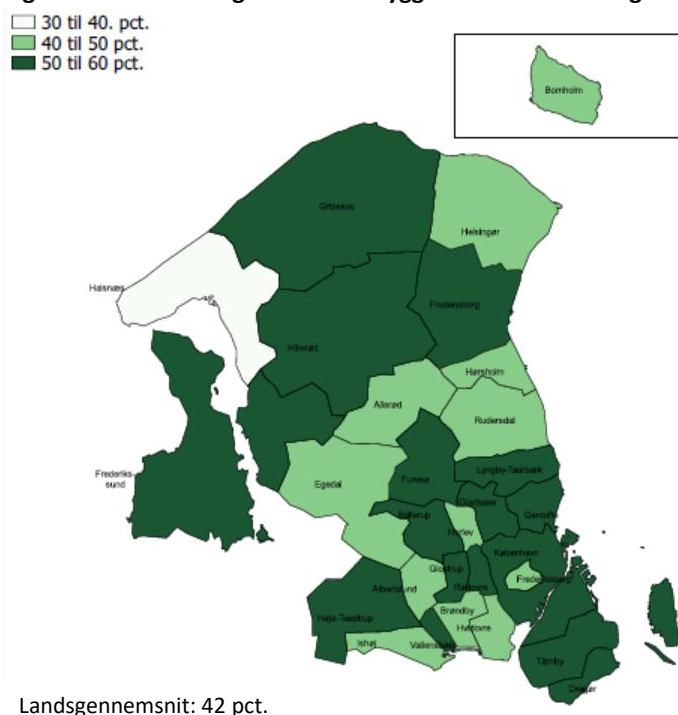 30 til 40. pct.
40 til 50 pct.
50 til 60 pct.
Bornholm
Gribskov
Helsingør
Halsnæs
Fredensborg
Hillerød
Hørsholm
Allerød
Rudersdal
Frederiks-
sund
Egedal
Furesø
Lyngby-Taarbæk
Gladsaxe
Gentofte
Ballerup
Herlev
København
Glostrup
Frederiksberg
Albertslund
Rødovre
Brøndby
Høje-Taastrup
Hvidovre
Ishøj
Vallensbæk
Tårnby
Dragør
Landsgennemsnit: 42 pct.